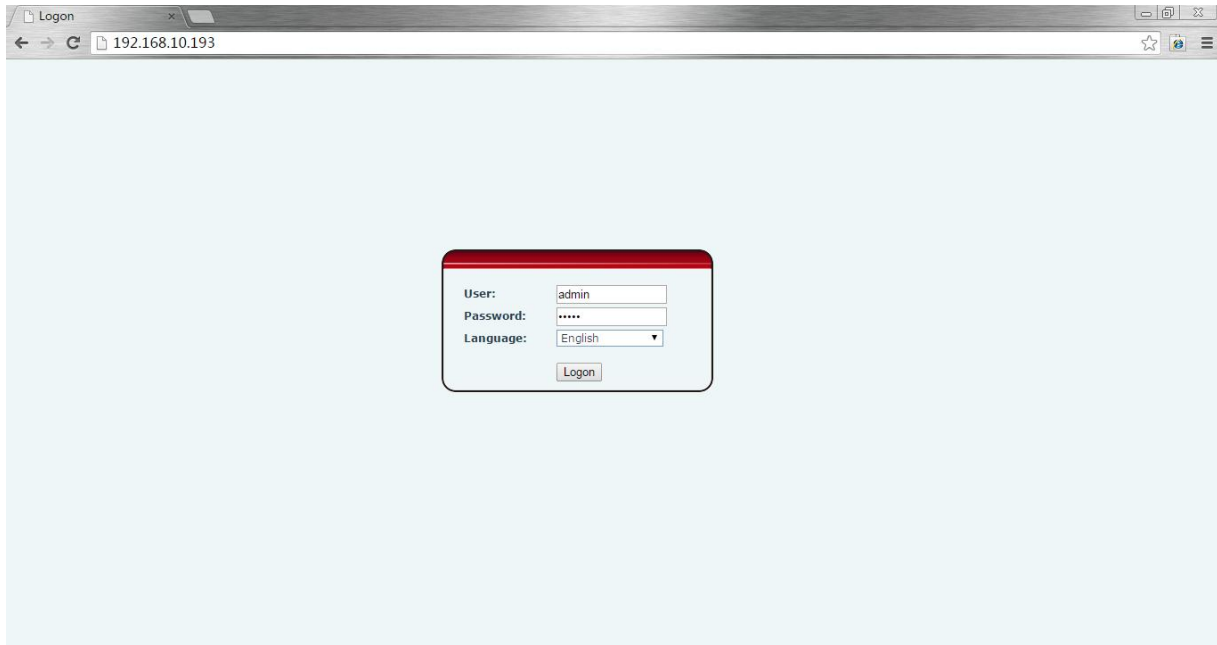 Logon
192.168.10.193
User: admin
Password: •••••
Language: English
Logon